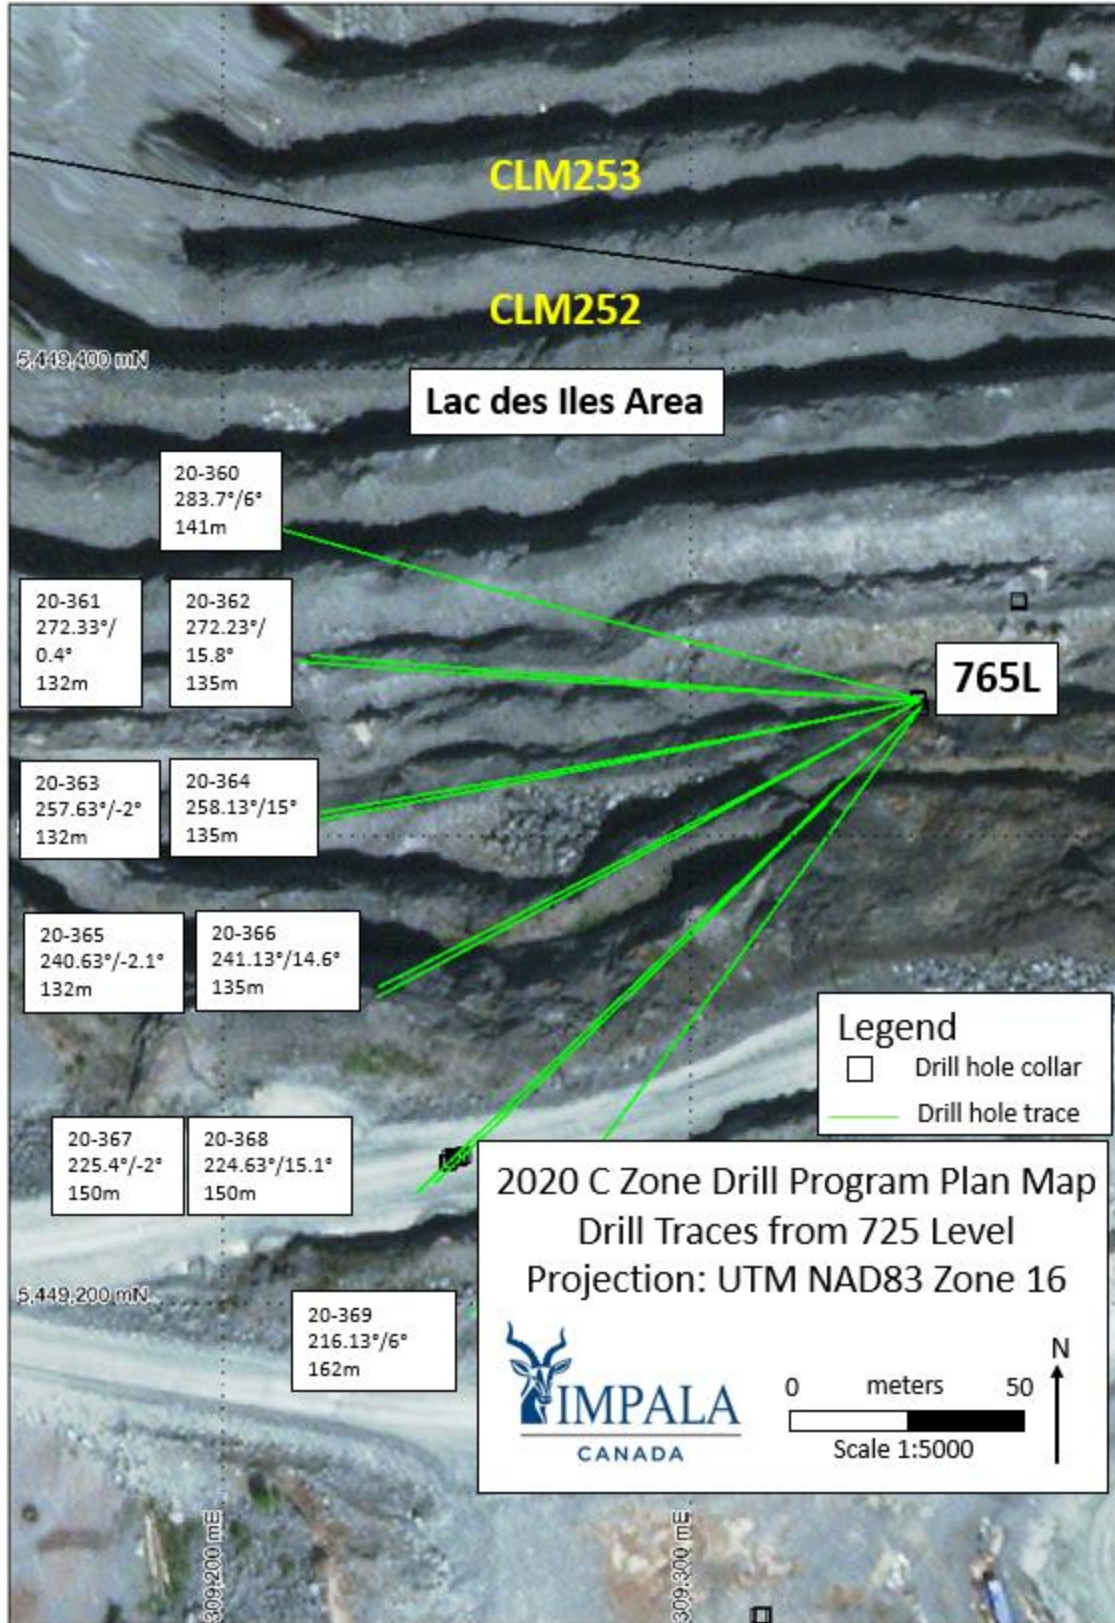 CLM253
CLM252
5,449,400 mN
Lac des Iles Area
20-360
283.7°/6°
141m
20-361
272.33°/
0.4°
132m
20-362
272.23°/
15.8°
135m
765L
20-363
257.63°/-2°
132m
20-364
258.13°/15°
135m
20-365
240.63°/-2.1°
132m
20-366
241.13°/14.6°
135m
Legend
Drill hole collar
Drill hole trace
20-367
225.4°/-2°
150m
20-368
224.63°/15.1°
150m
2020 C Zone Drill Program Plan Map
Drill Traces from 725 Level
Projection: UTM NAD83 Zone 16
5,449,200 mN
20-369
216.13°/6°
162m
IMPALA
CANADA
0 meters 50
Scale 1:5000
N
309,200 mE
309,300 mE